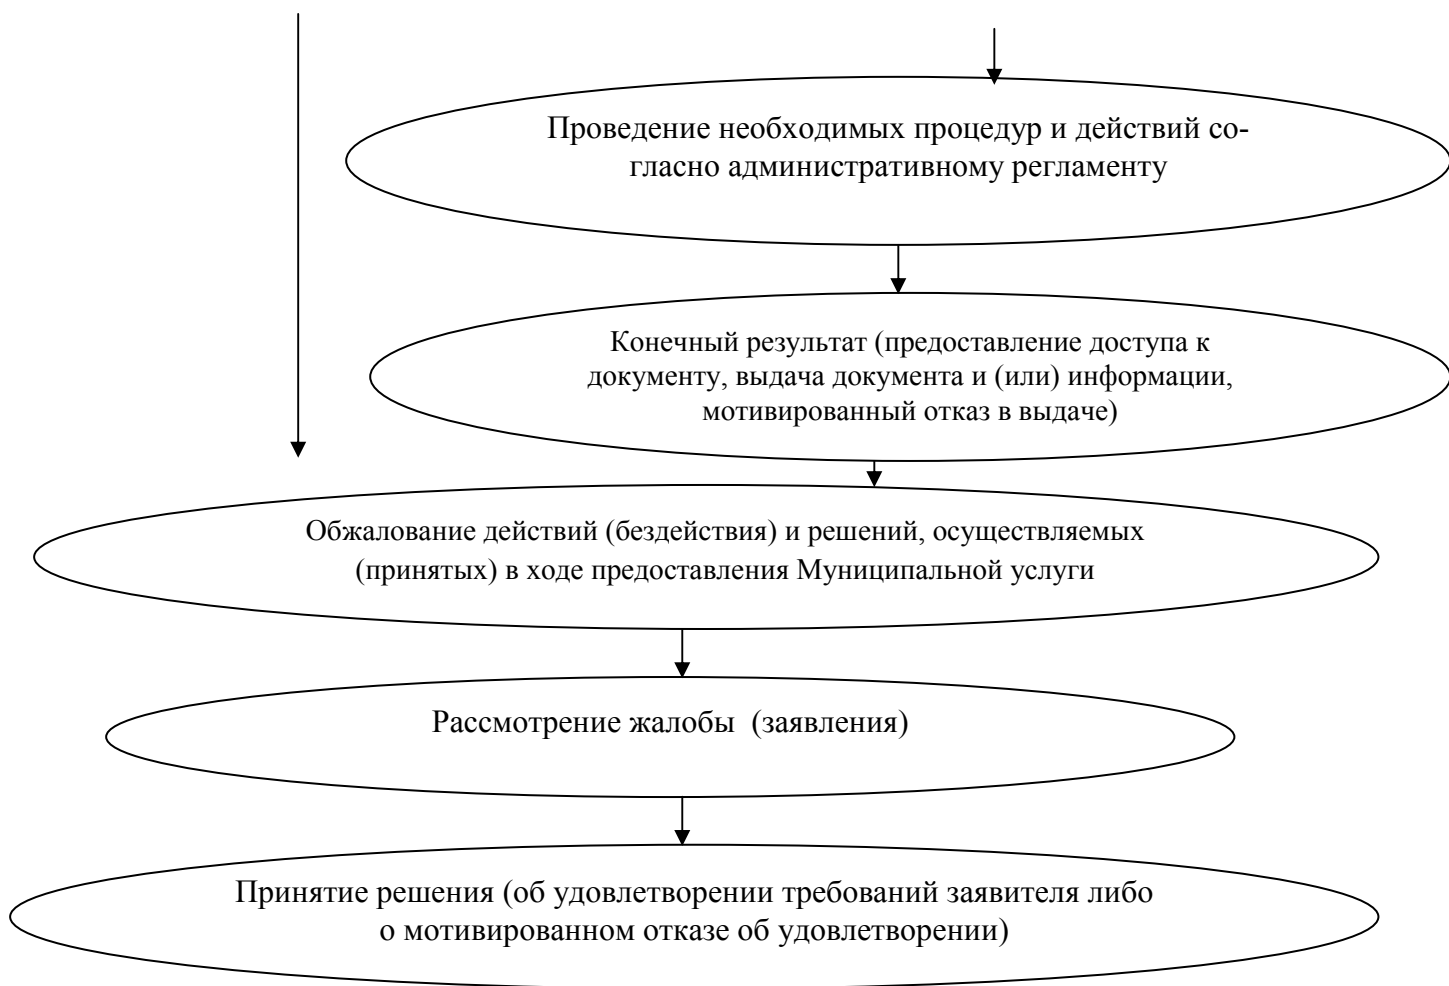 Проведение необходимых процедур и действий со-
гласно административному регламенту
Конечный результат (предоставление доступа к
документу, выдача документа и (или) информации,
мотивированный отказ в выдаче)
Обжалование действий (бездействия) и решений, осуществляемых
(принятых) в ходе предоставления Муниципальной услуги
Рассмотрение жалобы  (заявления)
Принятие решения (об удовлетворении требований заявителя либо
о мотивированном отказе об удовлетворении)